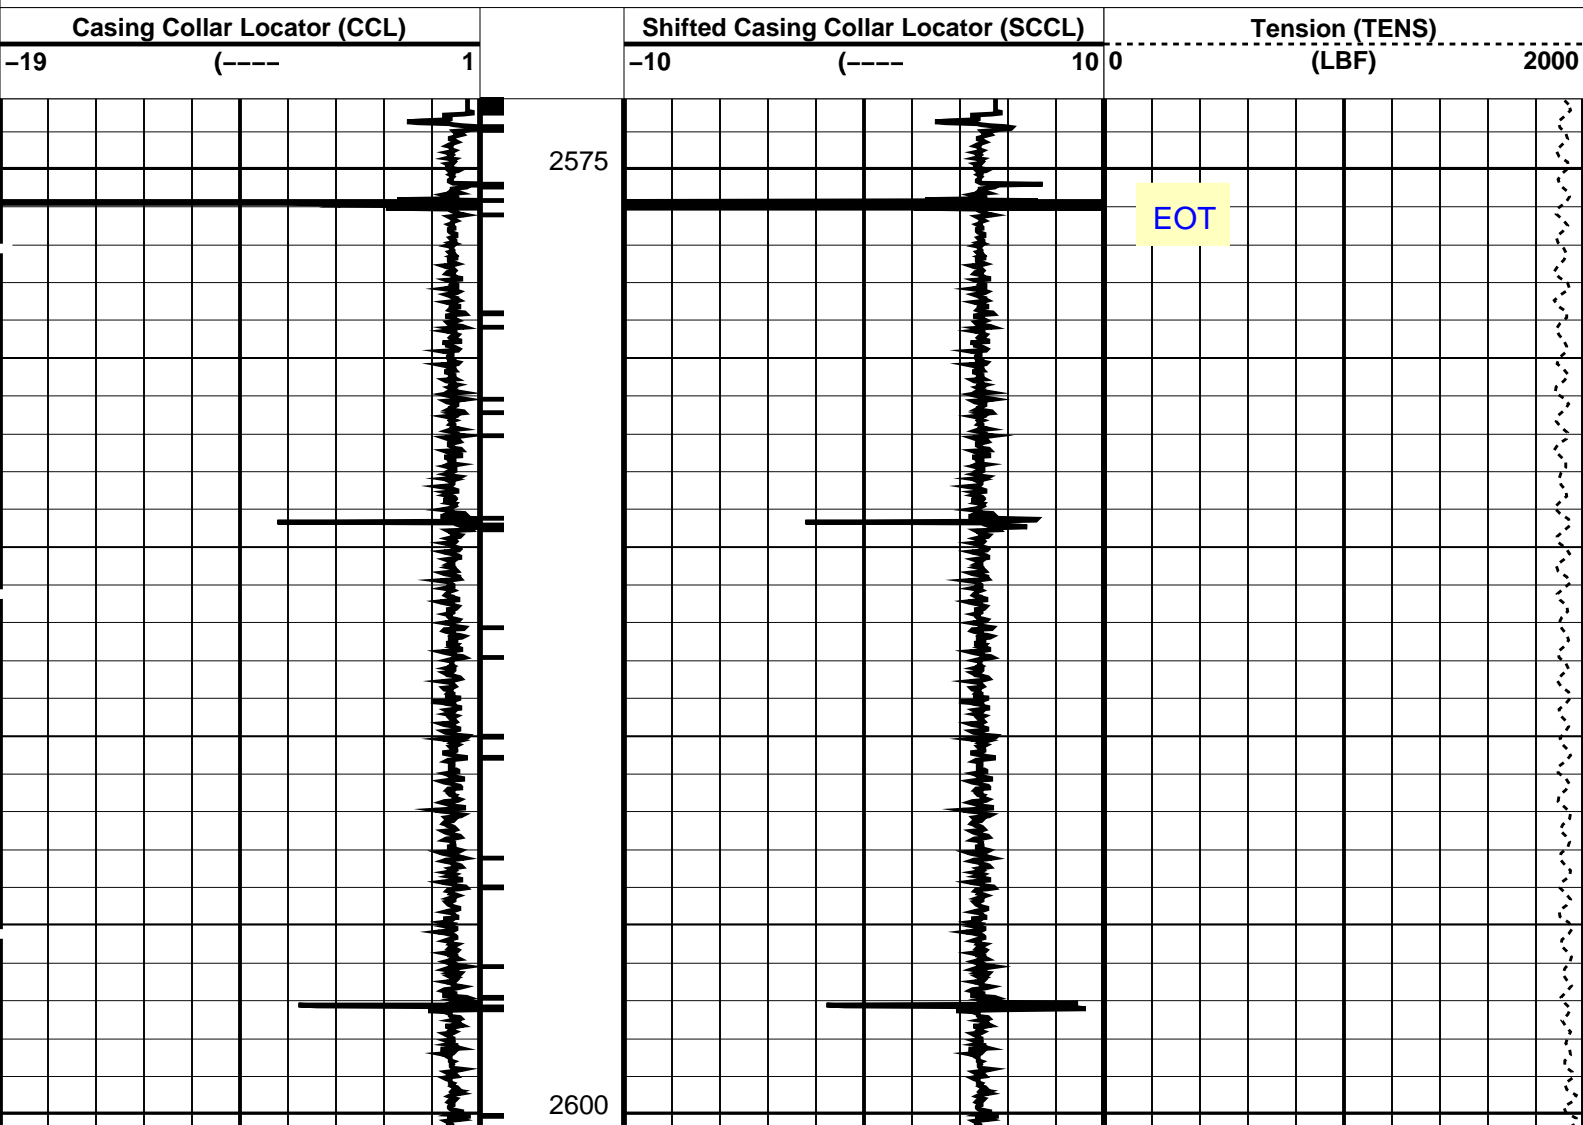 Casing Collar Locator (CCL)
−19 (−−−− 1
Shifted Casing Collar Locator (SCCL)
−10 (−−−− 10
Tension (TENS)
0 (LBF) 2000
2575
EOT
2600